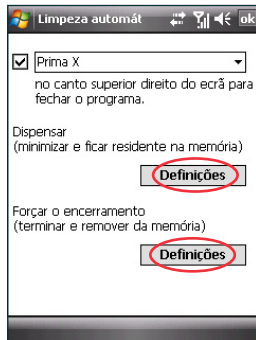 Limpeza automát
ok
Prima X
no canto superior direito do ecrã para
fechar o programa.
Dispensar
(minimizar e ficar residente na memória)
Definições
Forçar o encerramento
(terminar e remover da memória)
Definições